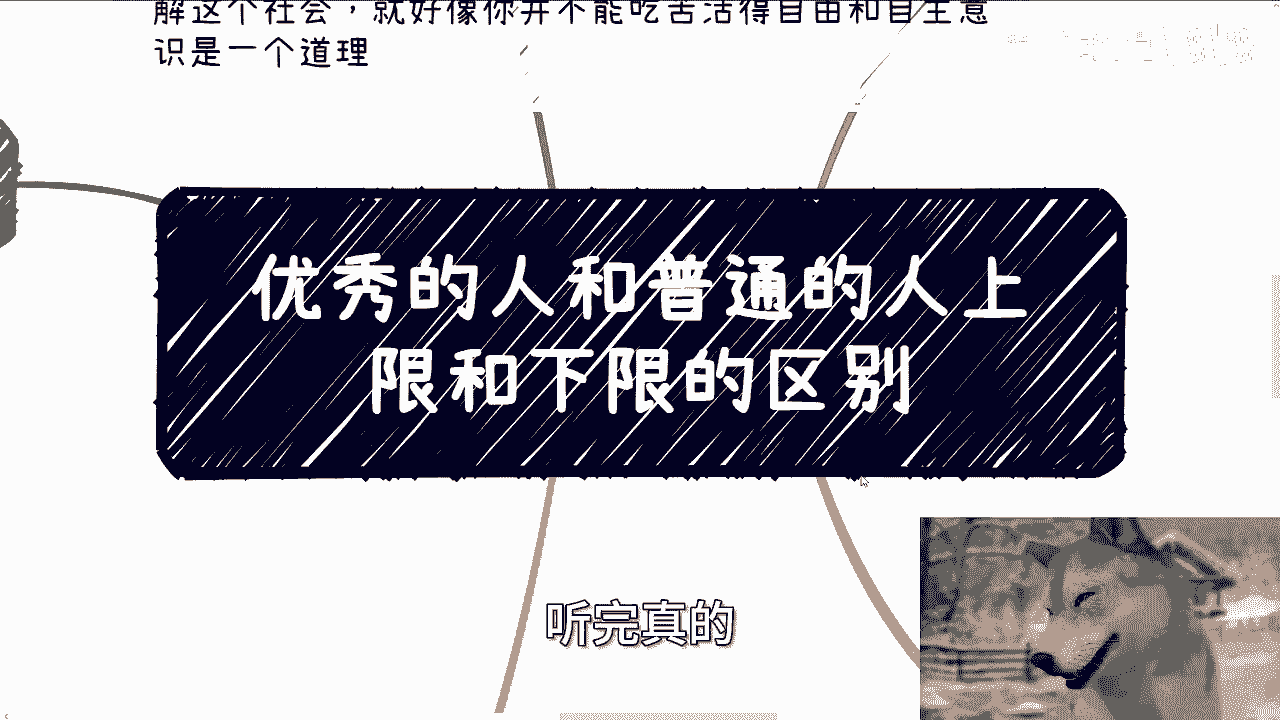 解这个社会，就好像你并不能吃苦活得自由和自主意
识是一个道理
优秀的人和普通的人上
限和下限的区别
听完真的